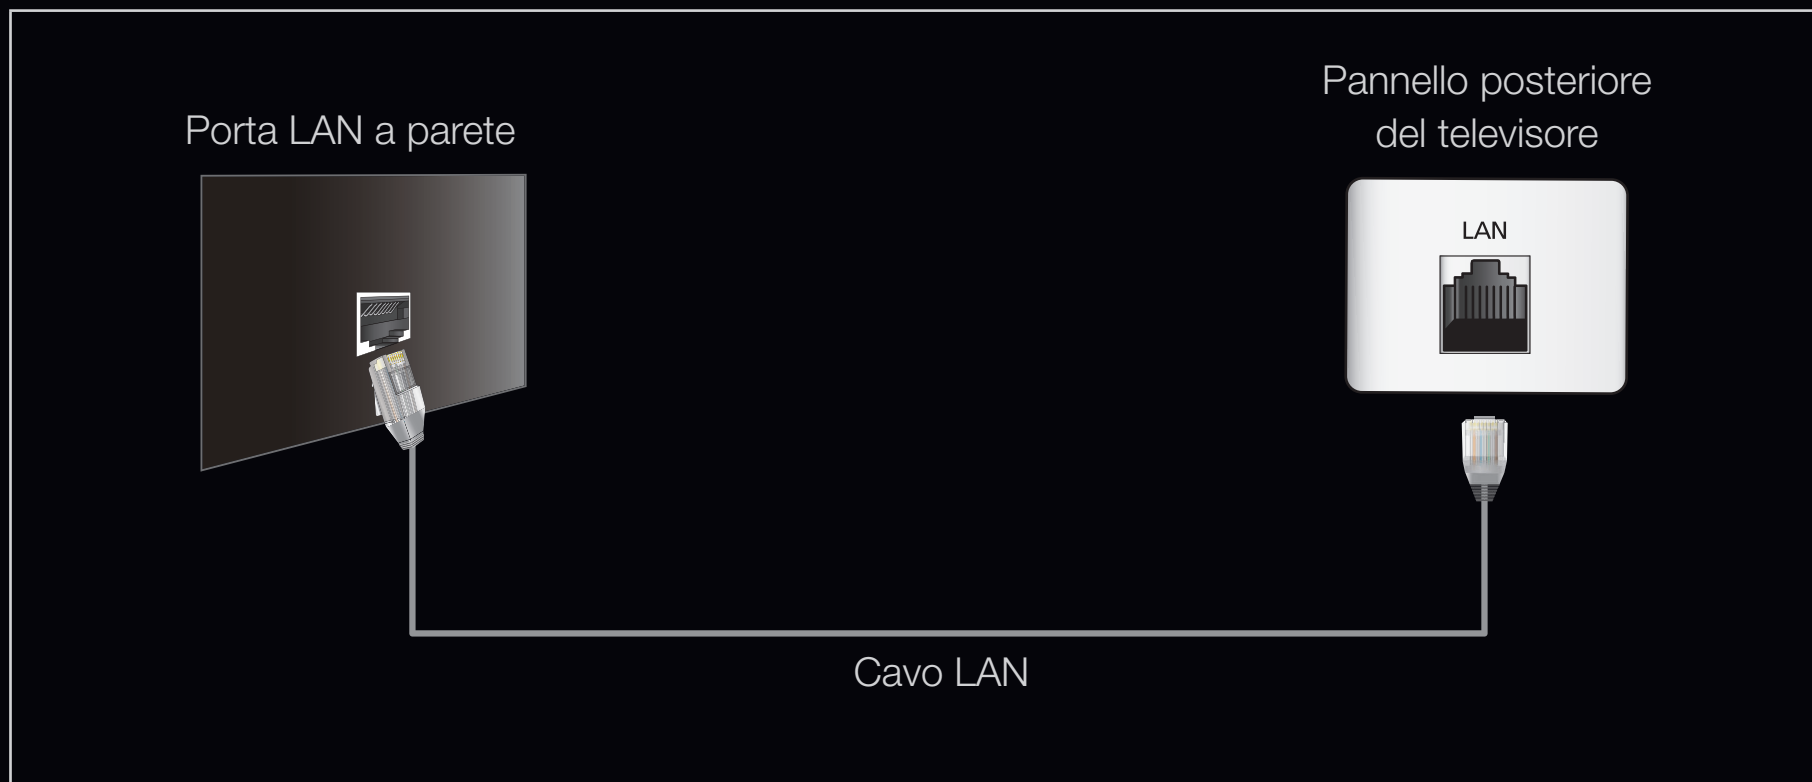 Porta LAN a parete
Pannello posteriore
del televisore
LAN
Cavo LAN